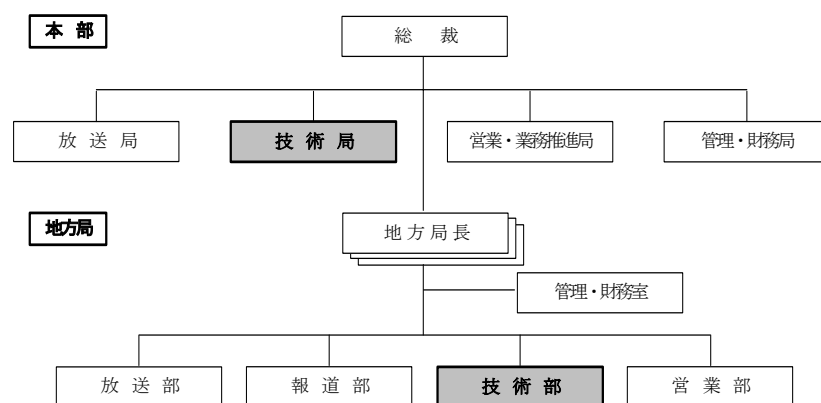 本 部
総 裁
放 送 局
技 術 局
営業・業務推進局
管理・財務局
地方局
地 方 局 長
管理・財務室
放 送 部
報 道 部
技 術 部
営 業 部